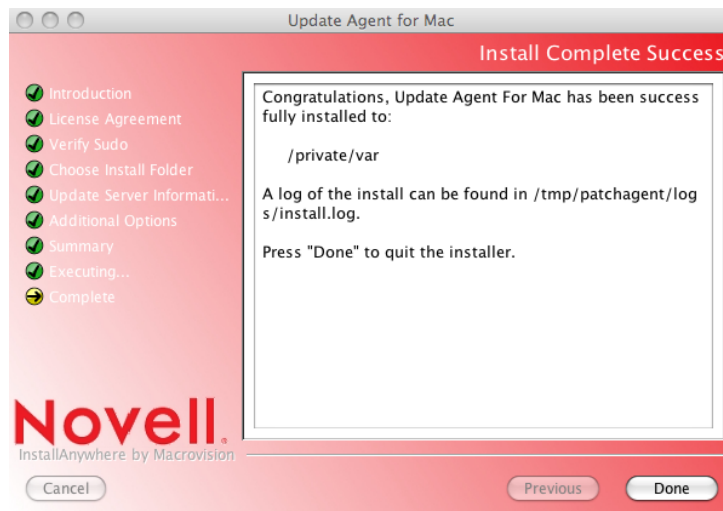 Update Agent for Mac
Install Complete Success
Introduction
License Agreement
Verify Sudo
Choose Install Folder
Update Server Informati...
Additional Options
Summary
Executing...
Complete
Congratulations, Update Agent For Mac has been success
fully installed to:
/private/var
A log of the install can be found in /tmp/patchagent/log
s/install.log.
Press "Done" to quit the installer.
Novell®
InstallAnywhere by Macrovision
Cancel
Previous
Done